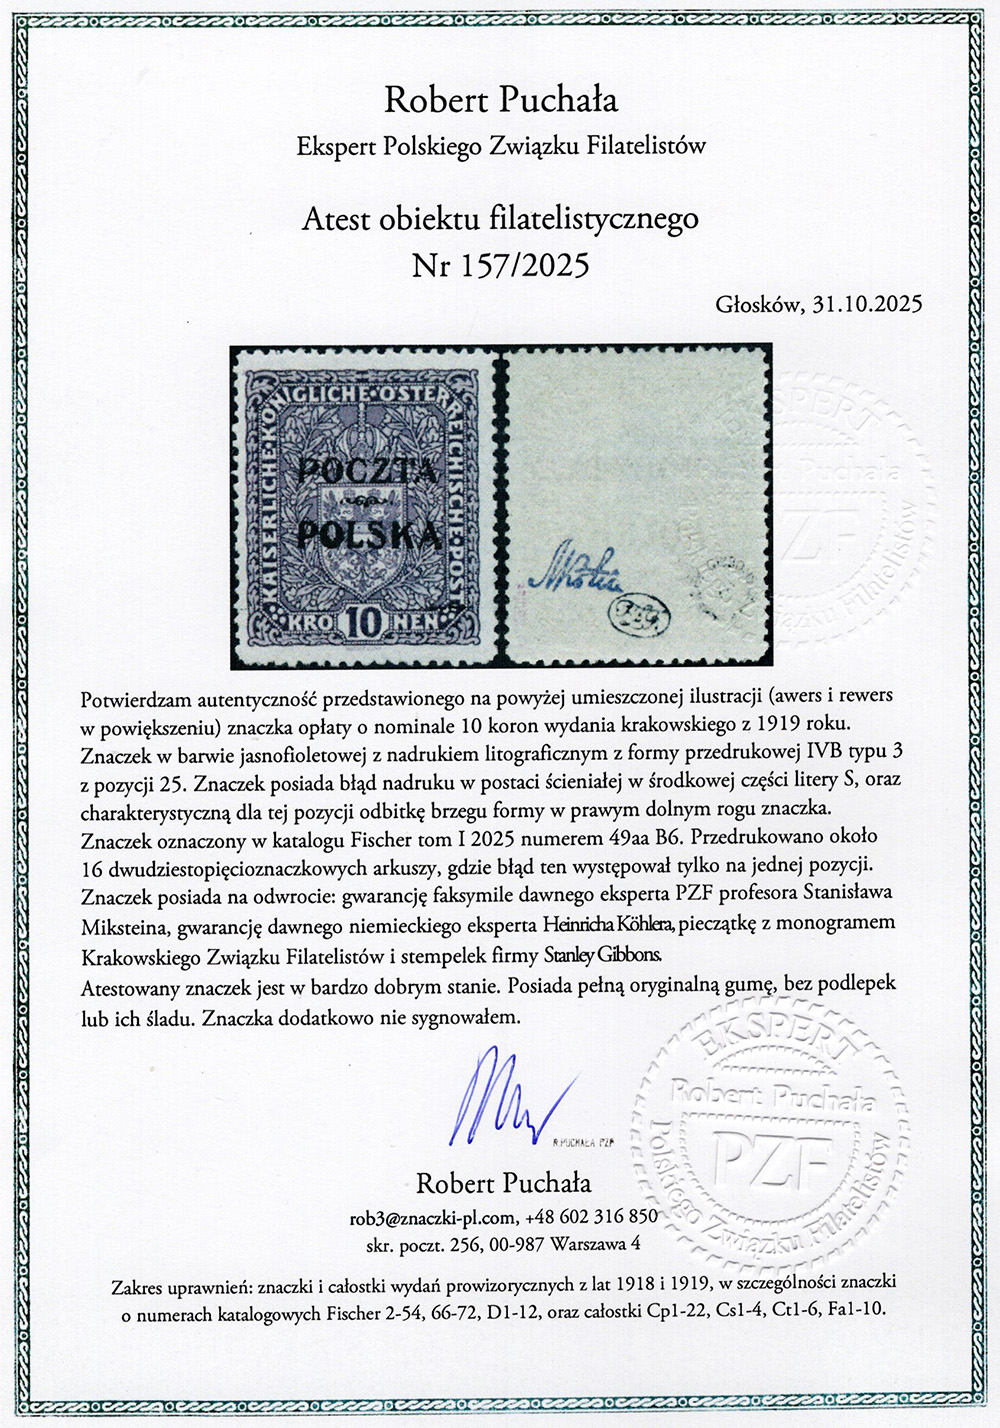 Robert Puchała
Ekspert Polskiego Związku Filatelistów
Atest obiektu filatelistycznego
Nr 157/2025
Głosków, 31.10.2025
KAISERLICHE·KÖNIGLICHE·ÖSTERREICHISCHE·POST
POCZTA
POLSKA
KRO 10 NEN
EKSPERT
Robert Puchała
PZF
Polskiego Związku Filatelistów
Potwierdzam autentyczność przedstawionego na powyżej umieszczonej ilustracji (awers i rewers
w powiększeniu) znaczka opłaty o nominale 10 koron wydania krakowskiego z 1919 roku.
Znaczek w barwie jasnofioletowej z nadrukiem litograficznym z formy przedrukowej IVB typu 3
z pozycji 25. Znaczek posiada błąd nadruku w postaci ścieniałej w środkowej części litery S, oraz
charakterystyczną dla tej pozycji odbitkę brzegu formy w prawym dolnym rogu znaczka.
Znaczek oznaczony w katalogu Fischer tom I 2025 numerem 49aa B6. Przedrukowano około
16 dwudziestopięcioznaczkowych arkuszy, gdzie błąd ten występował tylko na jednej pozycji.
Znaczek posiada na odwrocie: gwarancję faksymile dawnego eksperta PZF profesora Stanisława
Miksteina, gwarancję dawnego niemieckiego eksperta Heinricha Köhlera, pieczątkę z monogramem
Krakowskiego Związku Filatelistów i stempelek firmy Stanley Gibbons.
Atestowany znaczek jest w bardzo dobrym stanie. Posiada pełną oryginalną gumę, bez podlepek
lub ich śladu. Znaczka dodatkowo nie sygnowałem.
R.PUCHAŁA PZF
EKSPERT
Robert Puchała
PZF
Polskiego Związku Filatelistów
Robert Puchała
rob3@znaczki-pl.com, +48 602 316 850
skr. poczt. 256, 00-987 Warszawa 4
Zakres uprawnień: znaczki i całostki wydań prowizorycznych z lat 1918 i 1919, w szczególności znaczki
o numerach katalogowych Fischer 2-54, 66-72, D1-12, oraz całostki Cp1-22, Cs1-4, Ct1-6, Fa1-10.